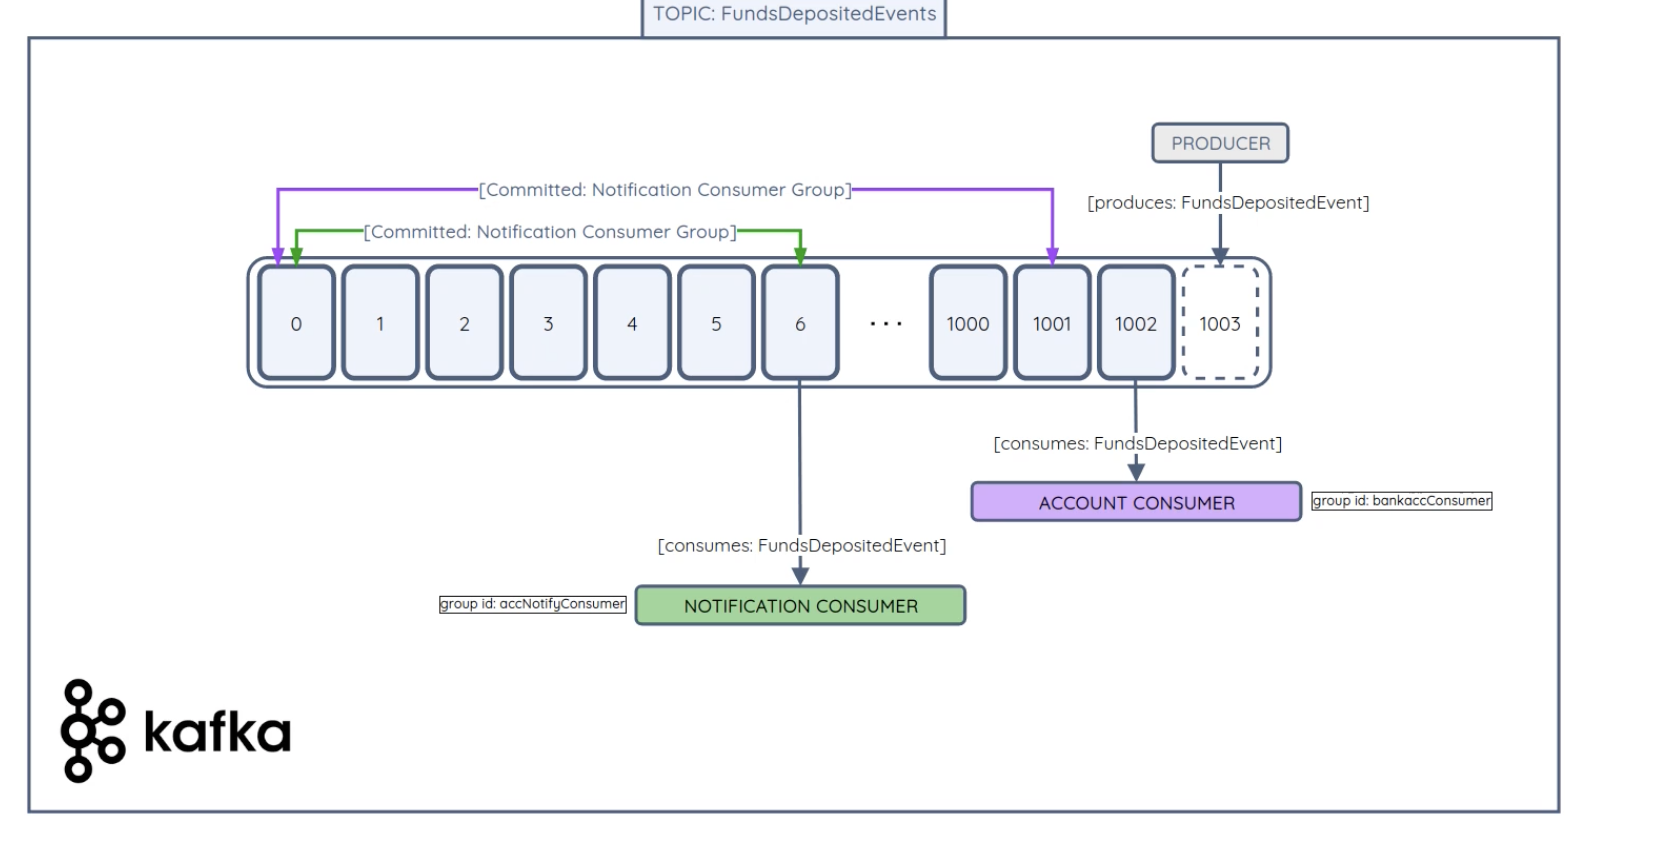 TOPIC: FundsDepositedEvents
PRODUCER
[Committed: Notification Consumer Group]
[produces: FundsDepositedEvent]
[Committed: Notification Consumer Group]
0 1 2 3 4 5 6 ... 1000 1001 1002 1003
[consumes: FundsDepositedEvent]
ACCOUNT CONSUMER
group id: bankaccConsumer
[consumes: FundsDepositedEvent]
group id: accNotifyConsumer
NOTIFICATION CONSUMER
kafka